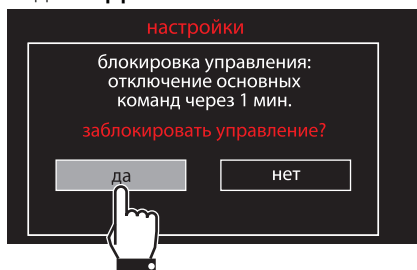 настройки
блокировка управления:
отключение основных
команд через 1 мин.
заблокировать управление?
да
нет